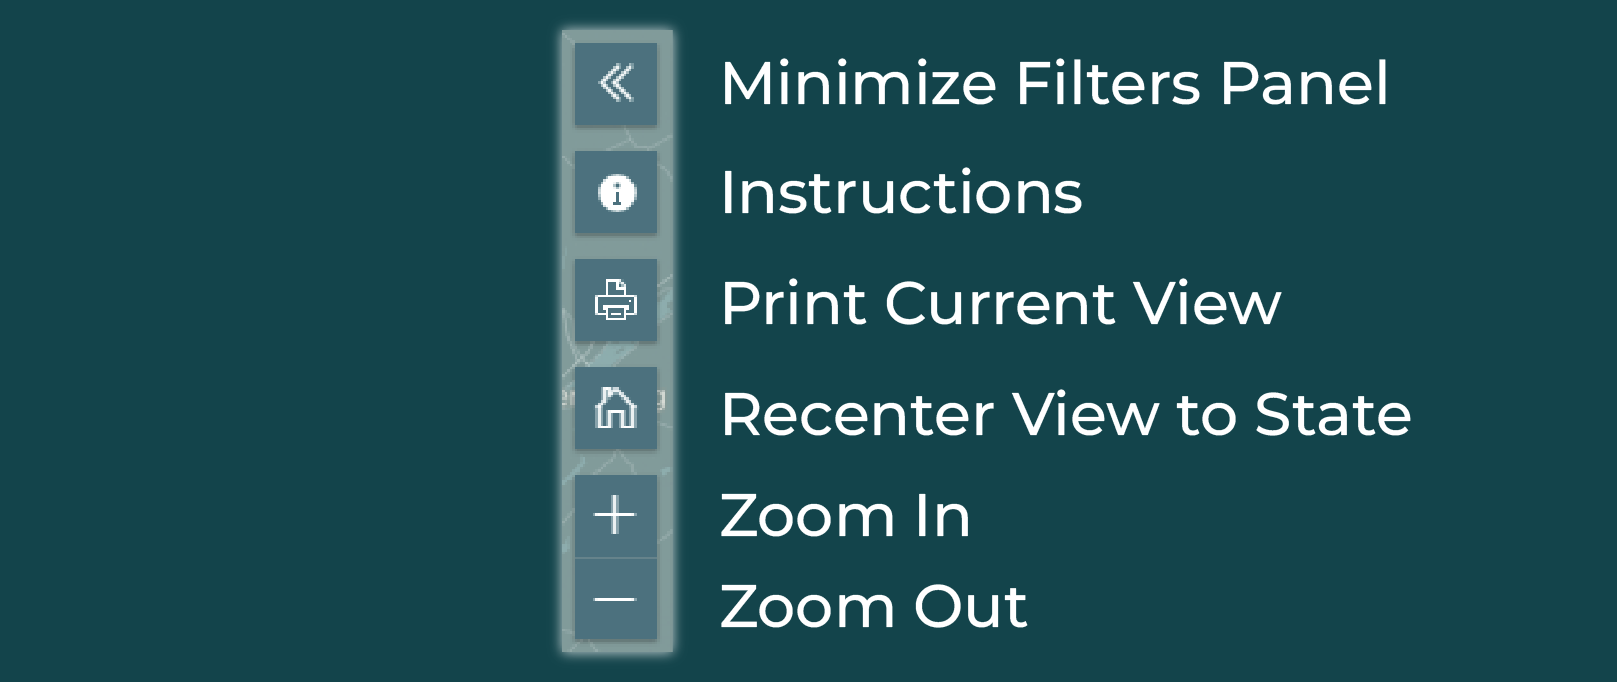 Minimize Filters Panel
Instructions
Print Current View
Recenter View to State
Zoom In
Zoom Out